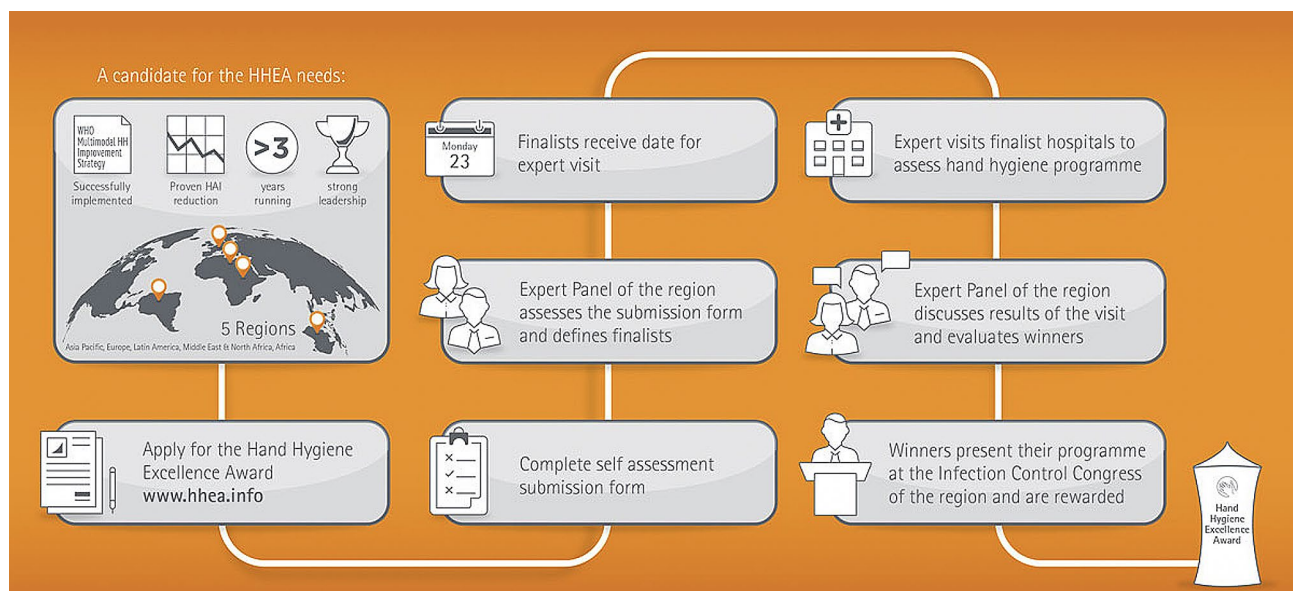 A candidate for the HHEA needs:
WHO
Multimodal HH
Improvement
Strategy
Successfully
implemented
Proven HAI
reduction
>3
years
running
strong
leadership
5 Regions
Asia Pacific, Europe, Latin America, Middle East & North Africa, Africa
Apply for the Hand Hygiene
Excellence Award
www.hhea.info
Complete self assessment
submission form
Expert Panel of the region
assesses the submission form
and defines finalists
Monday
23
Finalists receive date for
expert visit
Expert visits finalist hospitals to
assess hand hygiene programme
Expert Panel of the region
discusses results of the visit
and evaluates winners
Winners present their programme
at the Infection Control Congress
of the region and are rewarded
Hand
Hygiene
Excellence
Award